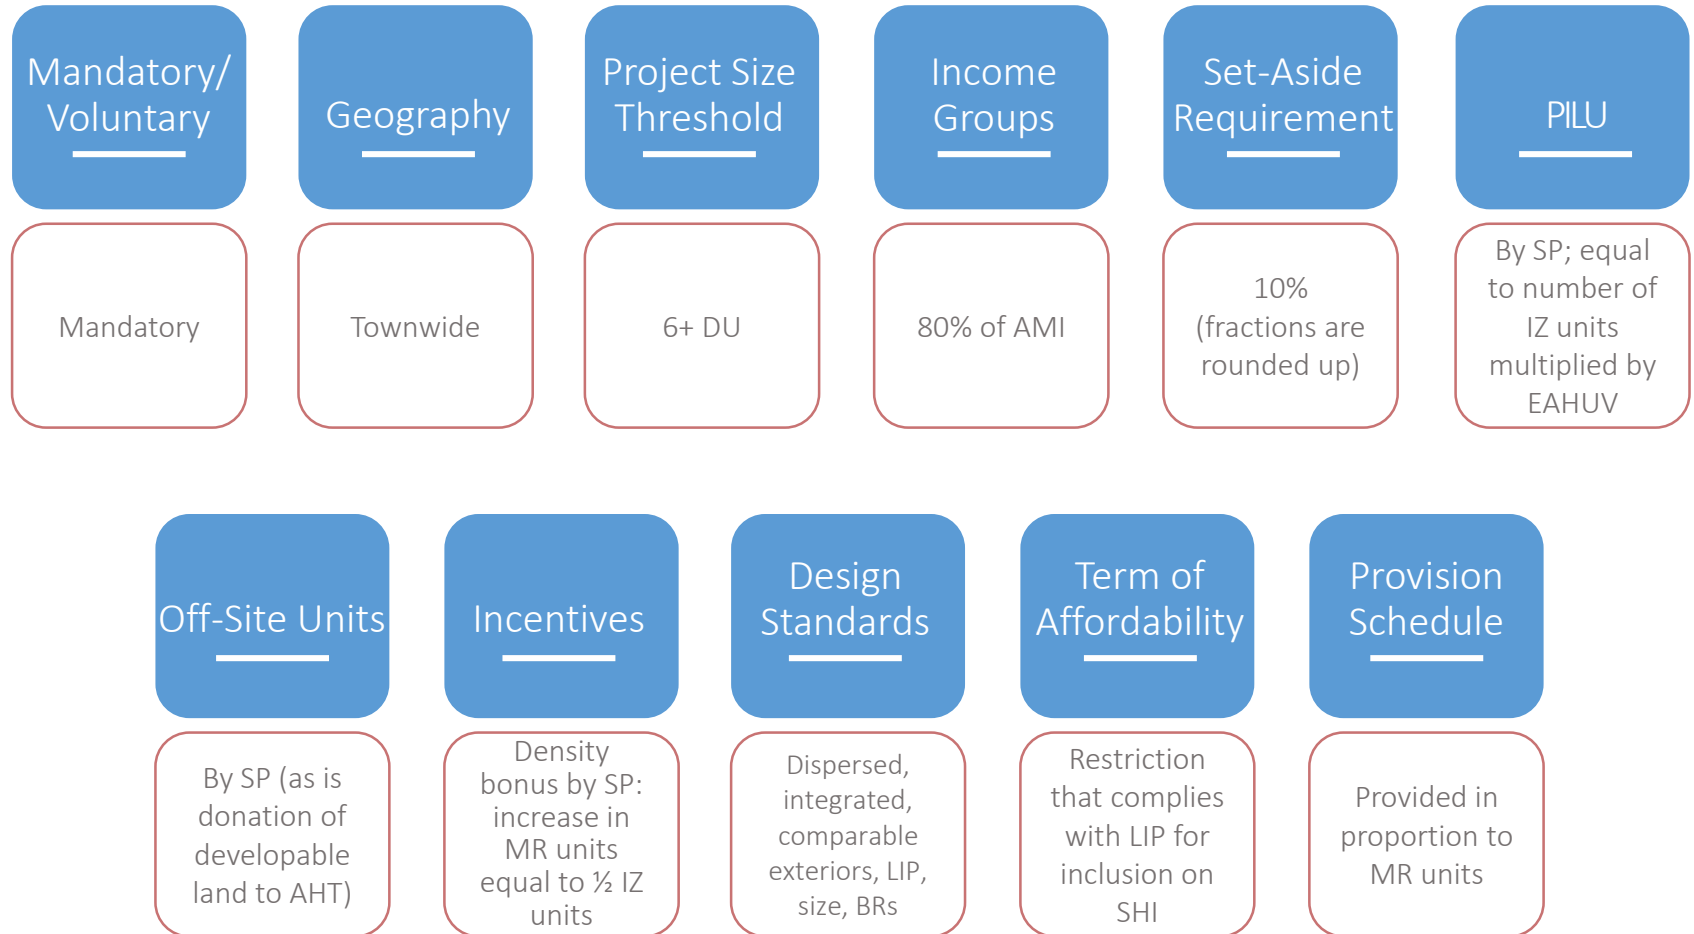 Mandatory/
Voluntary
Mandatory
Geography
Townwide
Project Size
Threshold
6+ DU
Income
Groups
80% of AMI
Set-Aside
Requirement
10%
(fractions are
rounded up)
PILU
By SP; equal
to number of
IZ units
multiplied by
EAHUV
Off-Site Units
By SP (as is
donation of
developable
land to AHT)
Incentives
Density
bonus by SP:
increase in
MR units
equal to ½ IZ
units
Design
Standards
Dispersed,
integrated,
comparable
exteriors, LIP,
size, BRs
Term of
Affordability
Restriction
that complies
with LIP for
inclusion on
SHI
Provision
Schedule
Provided in
proportion to
MR units